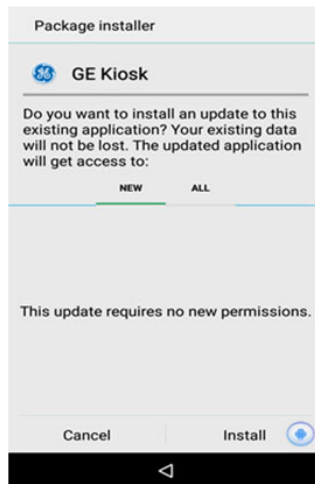 Package installer
GE Kiosk
Do you want to install an update to this
existing application? Your existing data
will not be lost. The updated application
will get access to:
NEW ALL
This update requires no new permissions.
Cancel Install